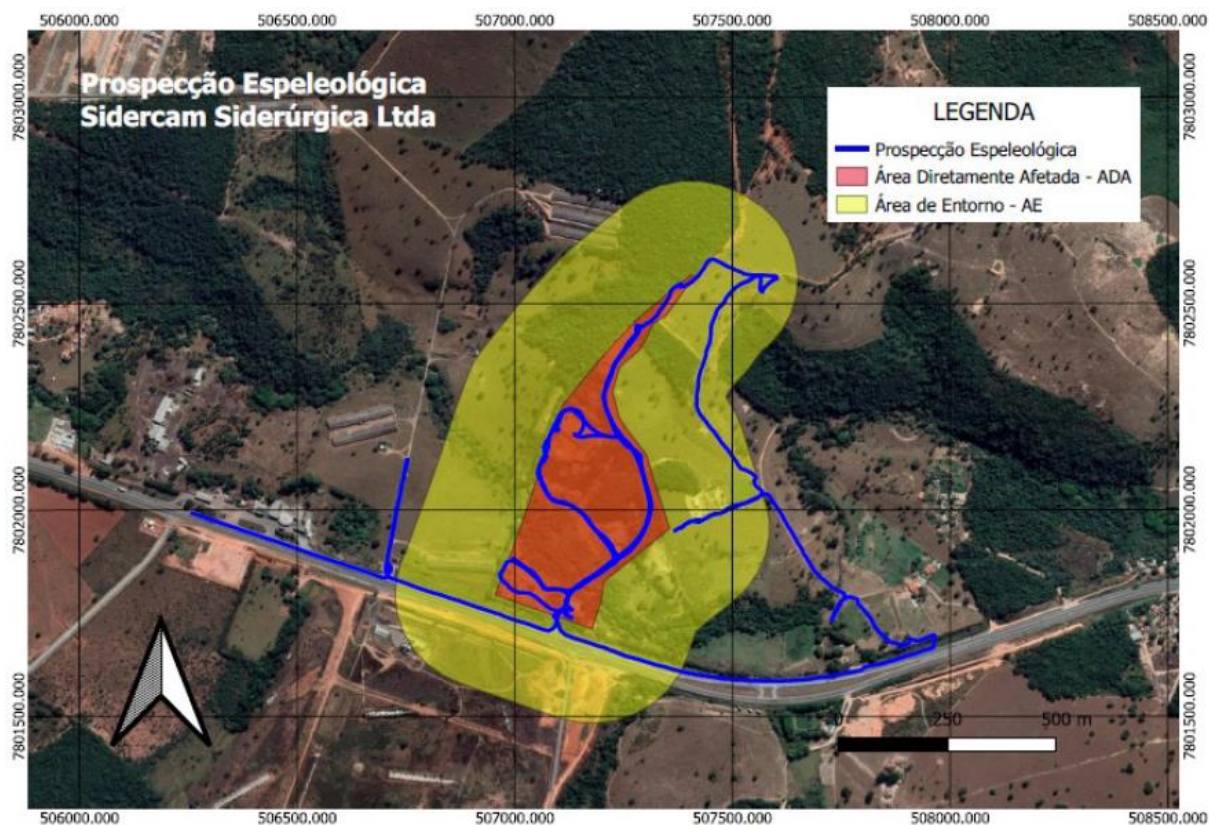 506000.000 506500.000 507000.000 507500.000 508000.000 508500.000
Prospecção Espeleológica
Sidercam Siderúrgica Ltda
LEGENDA
Prospecção Espeleológica
Área Diretamente Afetada - ADA
Área de Entorno - AE
7803000.000 7803000.000
7802500.000 7802500.000
7802000.000 7802000.000
7801500.000 7801500.000
0 250 500 m
506000.000 506500.000 507000.000 507500.000 508000.000 508500.000